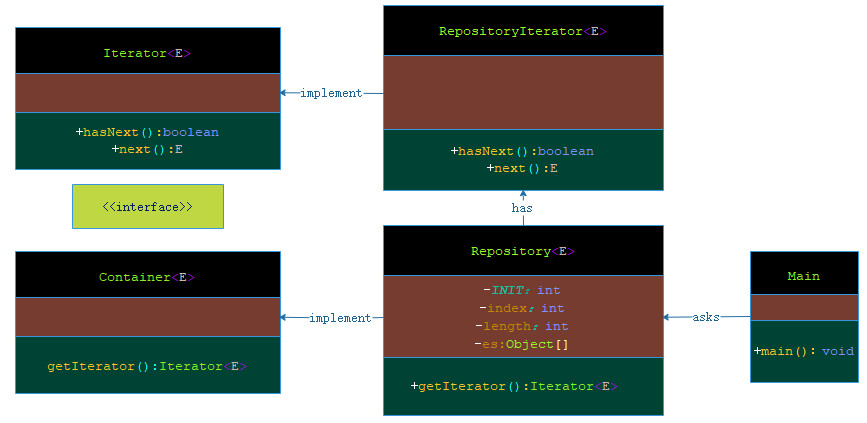 Iterator<E>
+hasNext():boolean
+next():E
implement
RepositoryIterator<E>
+hasNext():boolean
+next():E
<<interface>>
has
Container<E>
getIterator():Iterator<E>
implement
Repository<E>
-INIT: int
-index: int
-length: int
-es:Object[]
+getIterator():Iterator<E>
asks
Main
+main(): void